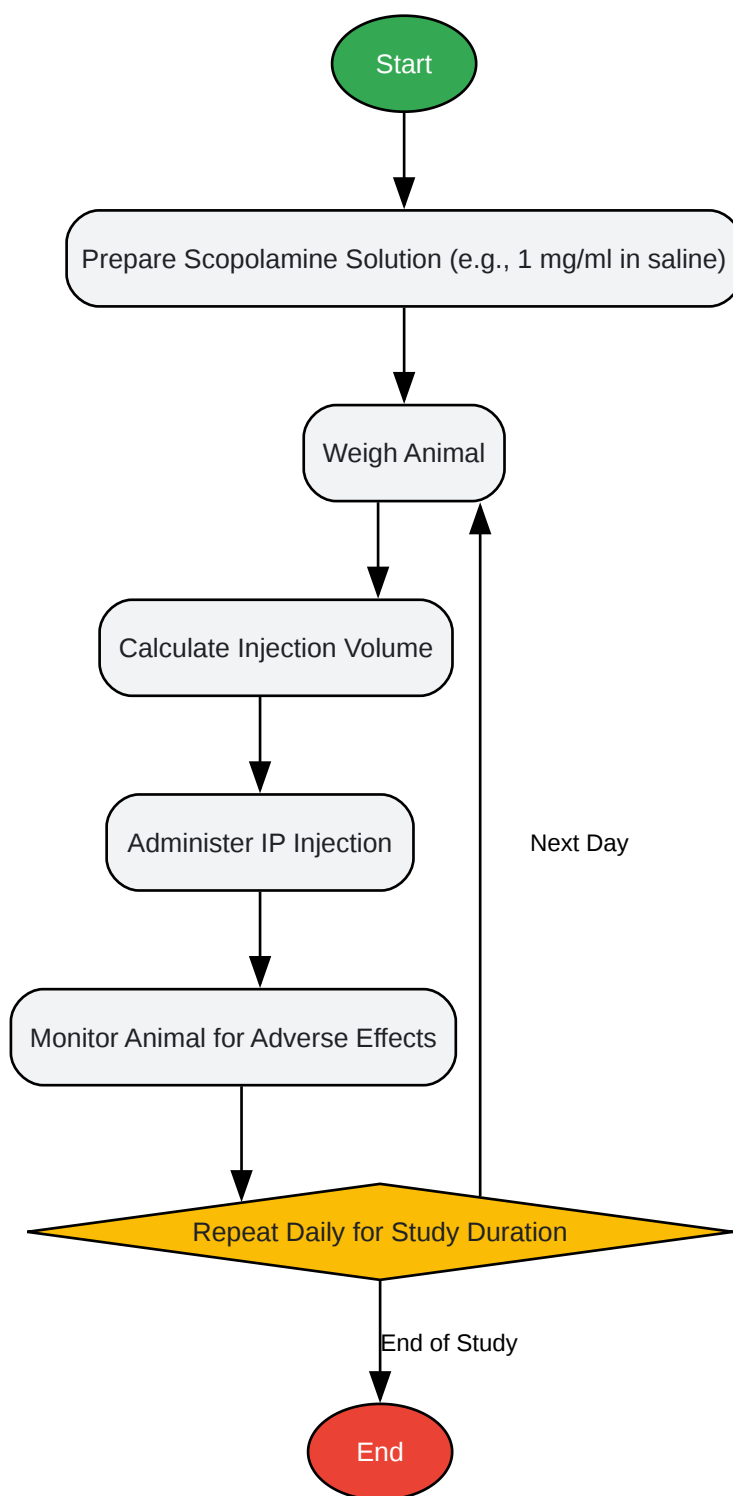 Start
Prepare Scopolamine Solution (e.g., 1 mg/ml in saline)
Weigh Animal
Calculate Injection Volume
Administer IP Injection
Next Day
Monitor Animal for Adverse Effects
Repeat Daily for Study Duration
End of Study
End